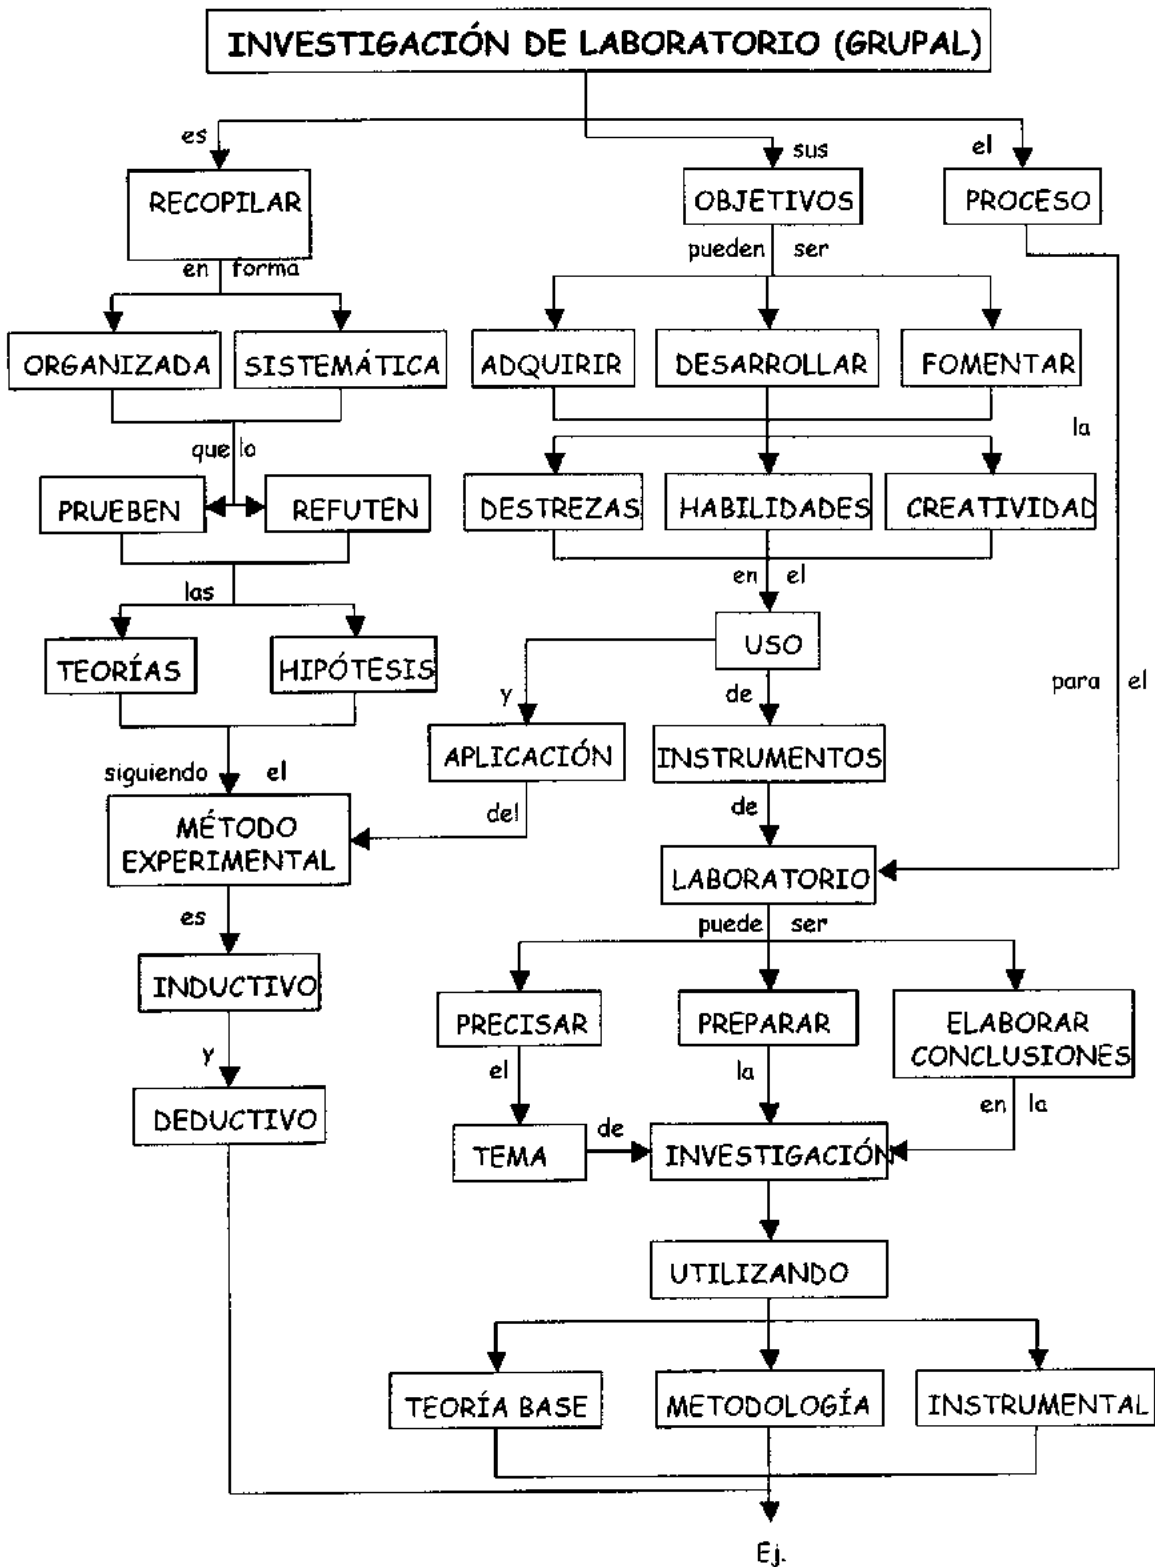 INVESTIGACIÓN DE LABORATORIO (GRUPAL)
es
sus
el
RECOPILAR
OBJETIVOS
PROCESO
en forma
pueden ser
ORGANIZADA
SISTEMÁTICA
ADQUIRIR
DESARROLLAR
FOMENTAR
que lo
la
PRUEBEN
REFUTEN
DESTREZAS
HABILIDADES
CREATIVIDAD
las
en el
TEORÍAS
HIPÓTESIS
USO
y
de
para el
siguiendo el
APLICACIÓN
INSTRUMENTOS
del
de
MÉTODO
EXPERIMENTAL
LABORATORIO
es
puede ser
INDUCTIVO
PRECISAR
PREPARAR
ELABORAR
CONCLUSIONES
y
el
la
en la
DEDUCTIVO
TEMA
de
INVESTIGACIÓN
UTILIZANDO
TEORÍA BASE
METODOLOGÍA
INSTRUMENTAL
Ej.